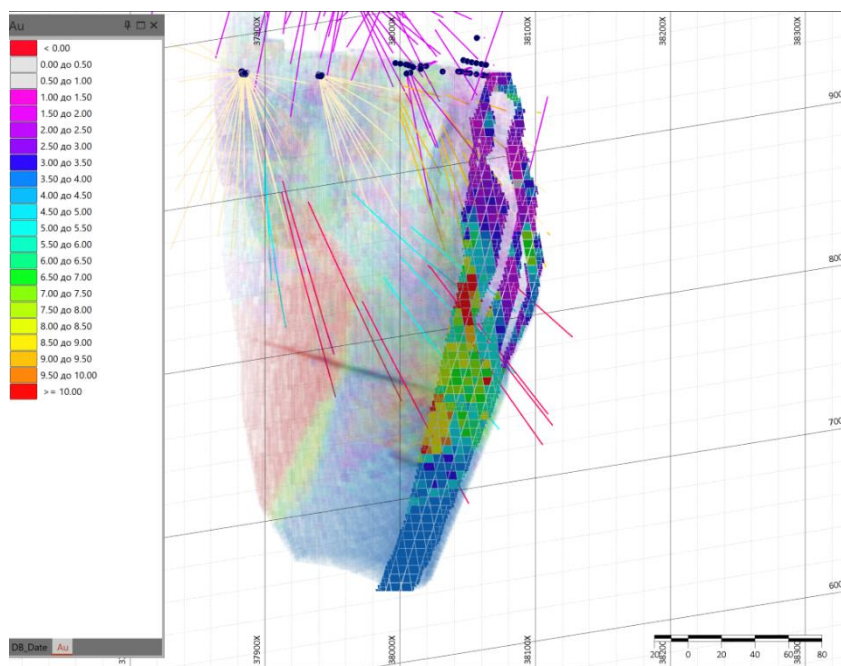 Au
< 0.00
0.00 до 0.50
0.50 до 1.00
1.00 до 1.50
1.50 до 2.00
2.00 до 2.50
2.50 до 3.00
3.00 до 3.50
3.50 до 4.00
4.00 до 4.50
4.50 до 5.00
5.00 до 5.50
5.50 до 6.00
6.00 до 6.50
6.50 до 7.00
7.00 до 7.50
7.50 до 8.00
8.00 до 8.50
8.50 до 9.00
9.00 до 9.50
9.50 до 10.00
>= 10.00
DB_Date Au
37900X
38000X
38100X
38200X
38300X
900
800
700
600
37900X
38000X
38100X
38200X
38300X
20 0 20 40 60 80